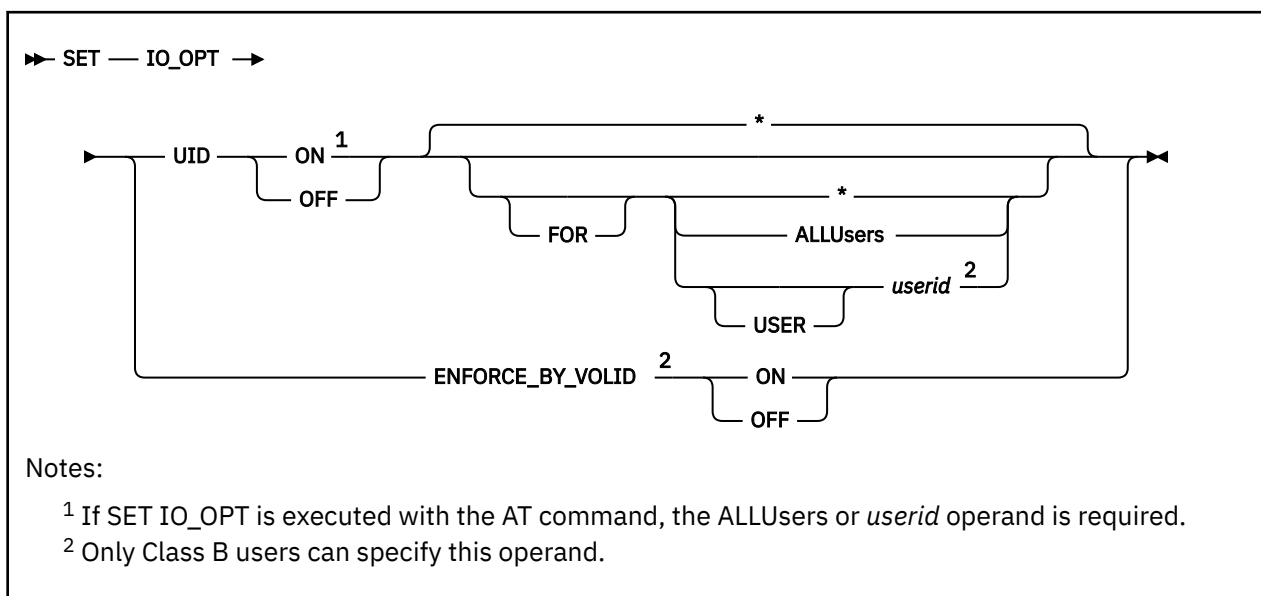 SET IO_OPT
*
UID ON 1
OFF
*
FOR ALLUsers
userid 2
USER
ENFORCE_BY_VOLID 2 ON
OFF
Notes:
1 If SET IO_OPT is executed with the AT command, the ALLUsers or userid operand is required.
2 Only Class B users can specify this operand.